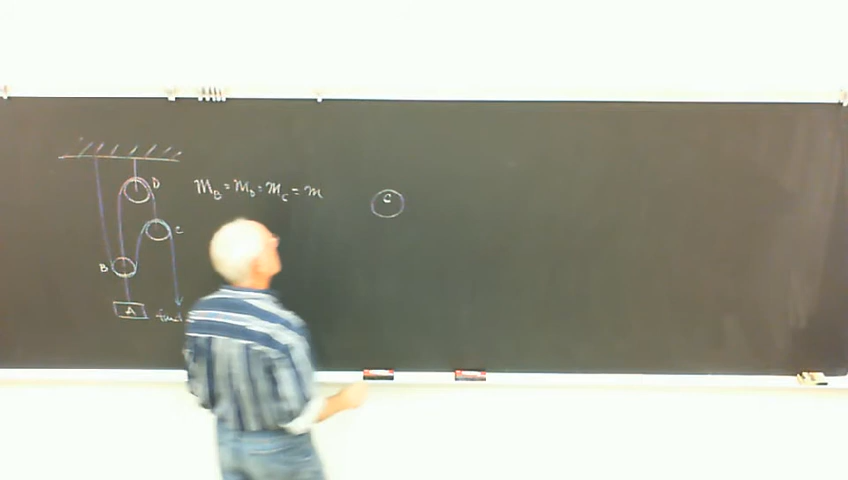 D
m_B = m_D = m_C = m
C
C
B
A